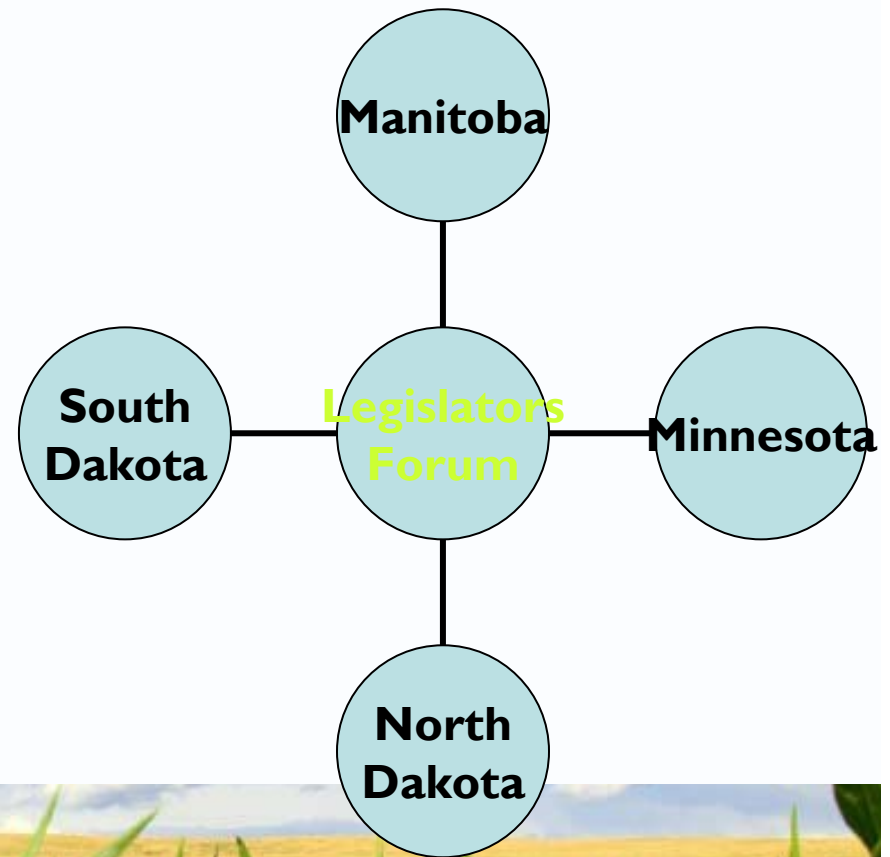 Manitoba
South
Dakota
Legislators
Forum
Minnesota
North
Dakota